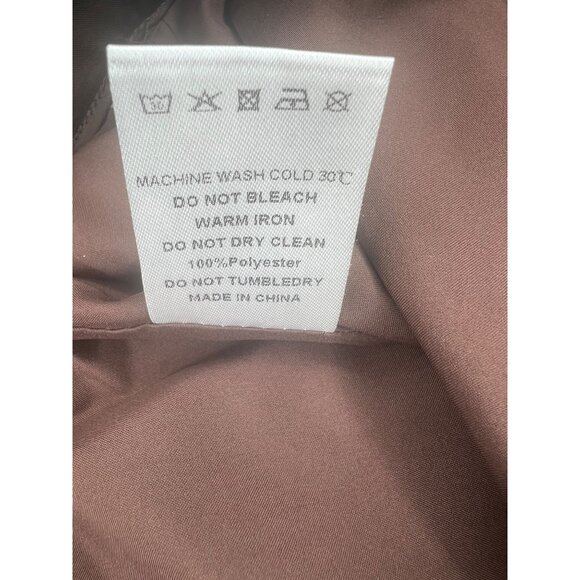 30
MACHINE WASH COLD 30℃
DO NOT BLEACH
WARM IRON
DO NOT DRY CLEAN
100%Polyester
DO NOT TUMBLEDRY
MADE IN CHINA